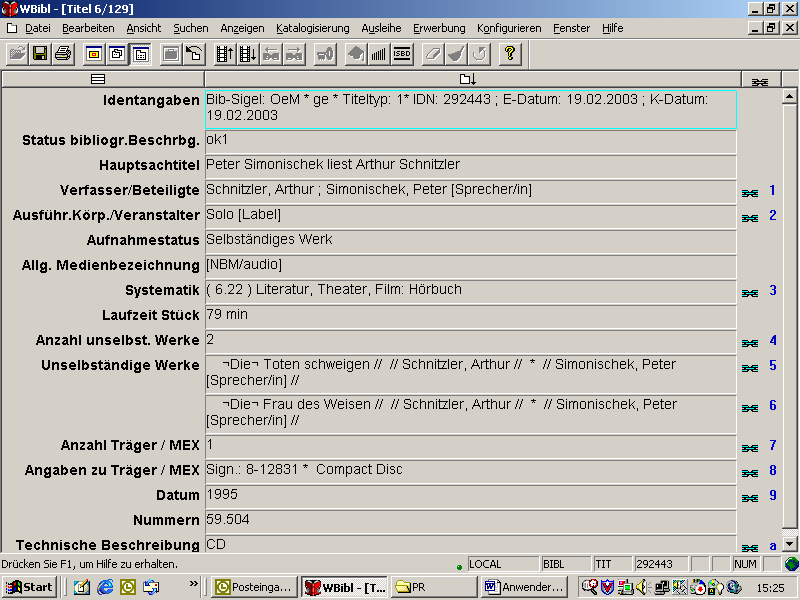 WBibl - [Titel 6/129]
Datei Bearbeiten Ansicht Suchen Anzeigen Katalogisierung Ausleihe Erwerbung Konfigurieren Fenster Hilfe
ISBD ?
Identangaben Bib-Sigel: OeM * ge * Titeltyp: 1* IDN: 292443 ; E-Datum: 19.02.2003 ; K-Datum:
19.02.2003
Status bibliogr.Beschrbg. ok1
Hauptsachtitel Peter Simonischek liest Arthur Schnitzler
Verfasser/Beteiligte Schnitzler, Arthur ; Simonischek, Peter [Sprecher/in] 1
Ausführ.Körp./Veranstalter Solo [Label] 2
Aufnahmestatus Selbständiges Werk
Allg. Medienbezeichnung [NBM/audio]
Systematik ( 6.22 ) Literatur, Theater, Film: Hörbuch 3
Laufzeit Stück 79 min
Anzahl unselbst. Werke 2 4
Unselbständige Werke ¬Die¬ Toten schweigen // // Schnitzler, Arthur // * // Simonischek, Peter 5
[Sprecher/in] //
¬Die¬ Frau des Weisen // // Schnitzler, Arthur // * // Simonischek, Peter 6
[Sprecher/in] //
Anzahl Träger / MEX 1 7
Angaben zu Träger / MEX Sign.: 8-12831 * Compact Disc 8
Datum 1995 9
Nummern 59.504
Technische Beschreibung CD a
Drücken Sie F1, um Hilfe zu erhalten. LOCAL BIBL TIT 292443 NUM
Start » Posteinga... WBibl - [T... PR Anwender... 15:25